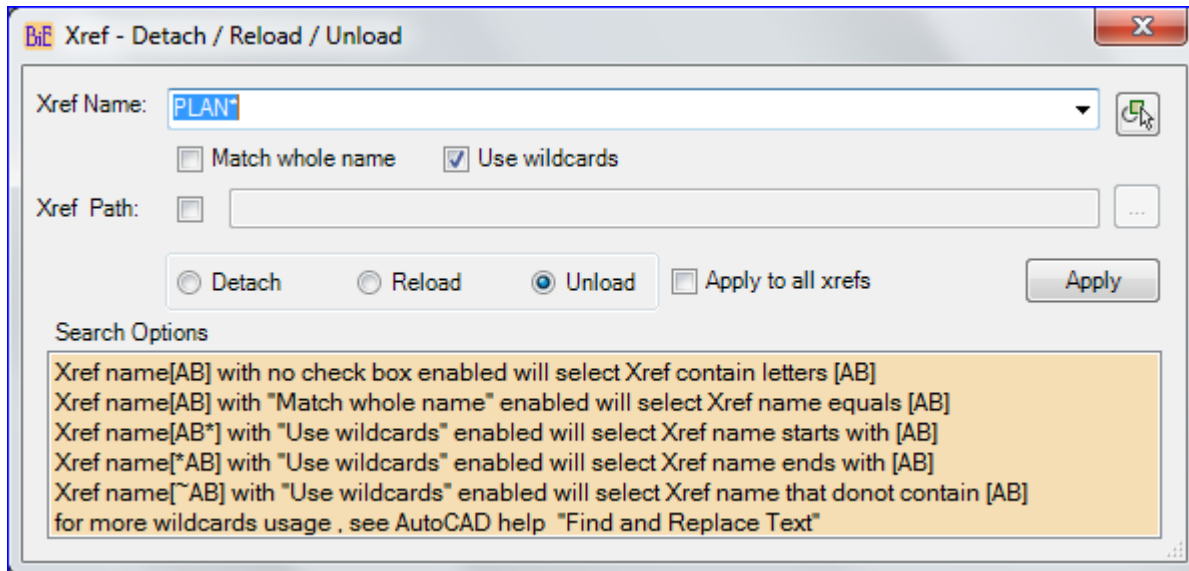 BiE Xref - Detach / Reload / Unload
Xref Name: PLAN*
Match whole name Use wildcards
Xref Path: ...
Detach Reload Unload Apply to all xrefs Apply
Search Options
Xref name[AB] with no check box enabled will select Xref contain letters [AB]
Xref name[AB] with "Match whole name" enabled will select Xref name equals [AB]
Xref name[AB*] with "Use wildcards" enabled will select Xref name starts with [AB]
Xref name[*AB] with "Use wildcards" enabled will select Xref name ends with [AB]
Xref name[~AB] with "Use wildcards" enabled will select Xref name that donot contain [AB]
for more wildcards usage , see AutoCAD help "Find and Replace Text"